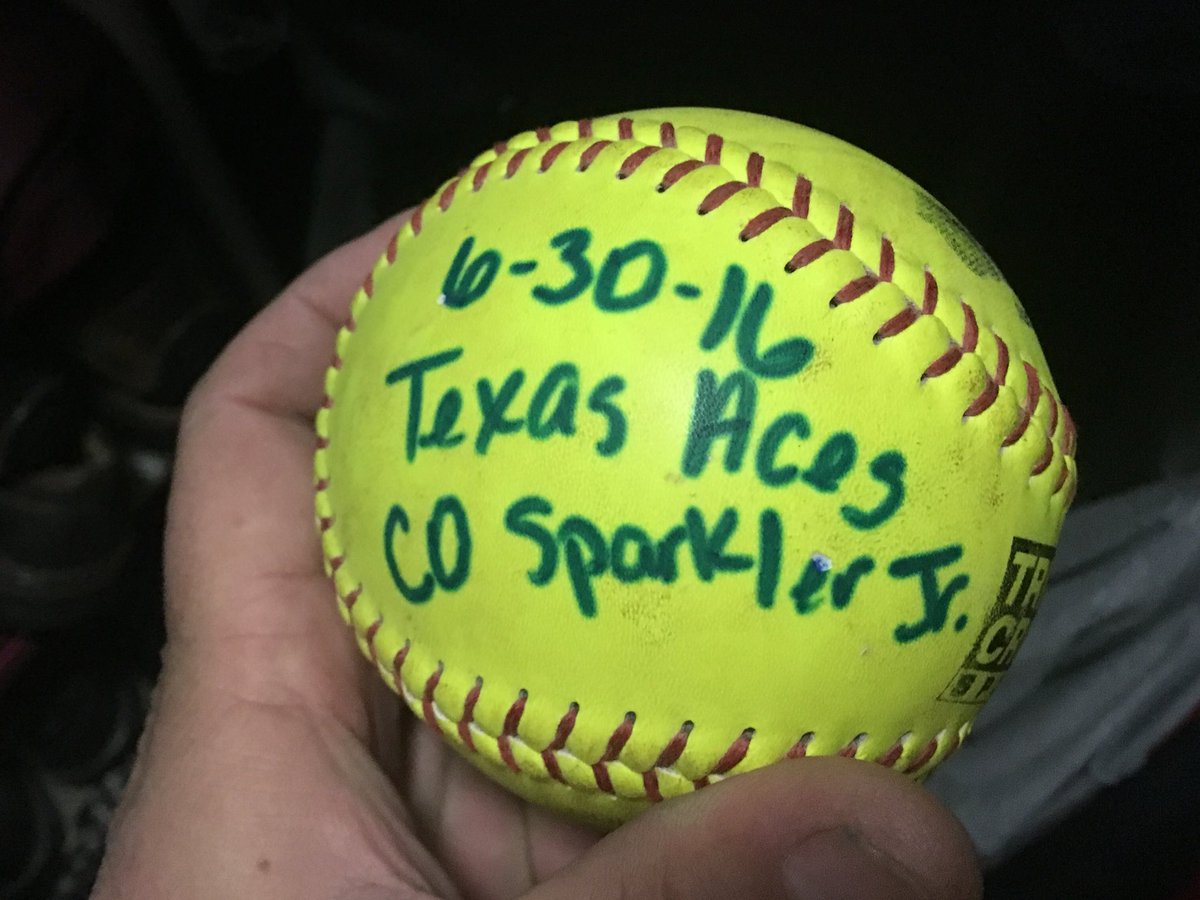 6-30-16
Texas Aces
CO Sparkler Jr.